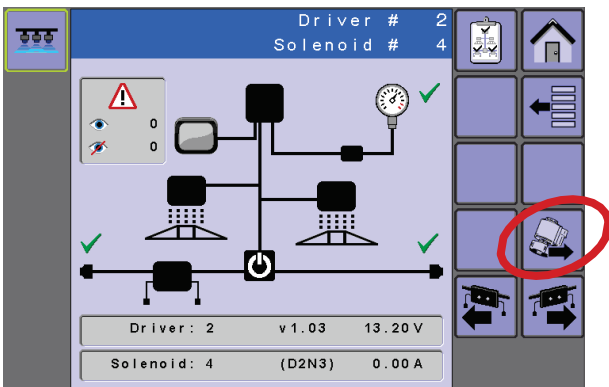 Driver # 2
Solenoid # 4
0
0
Driver: 2 v1.03 13.20V
Solenoid: 4 (D2N3) 0.00A